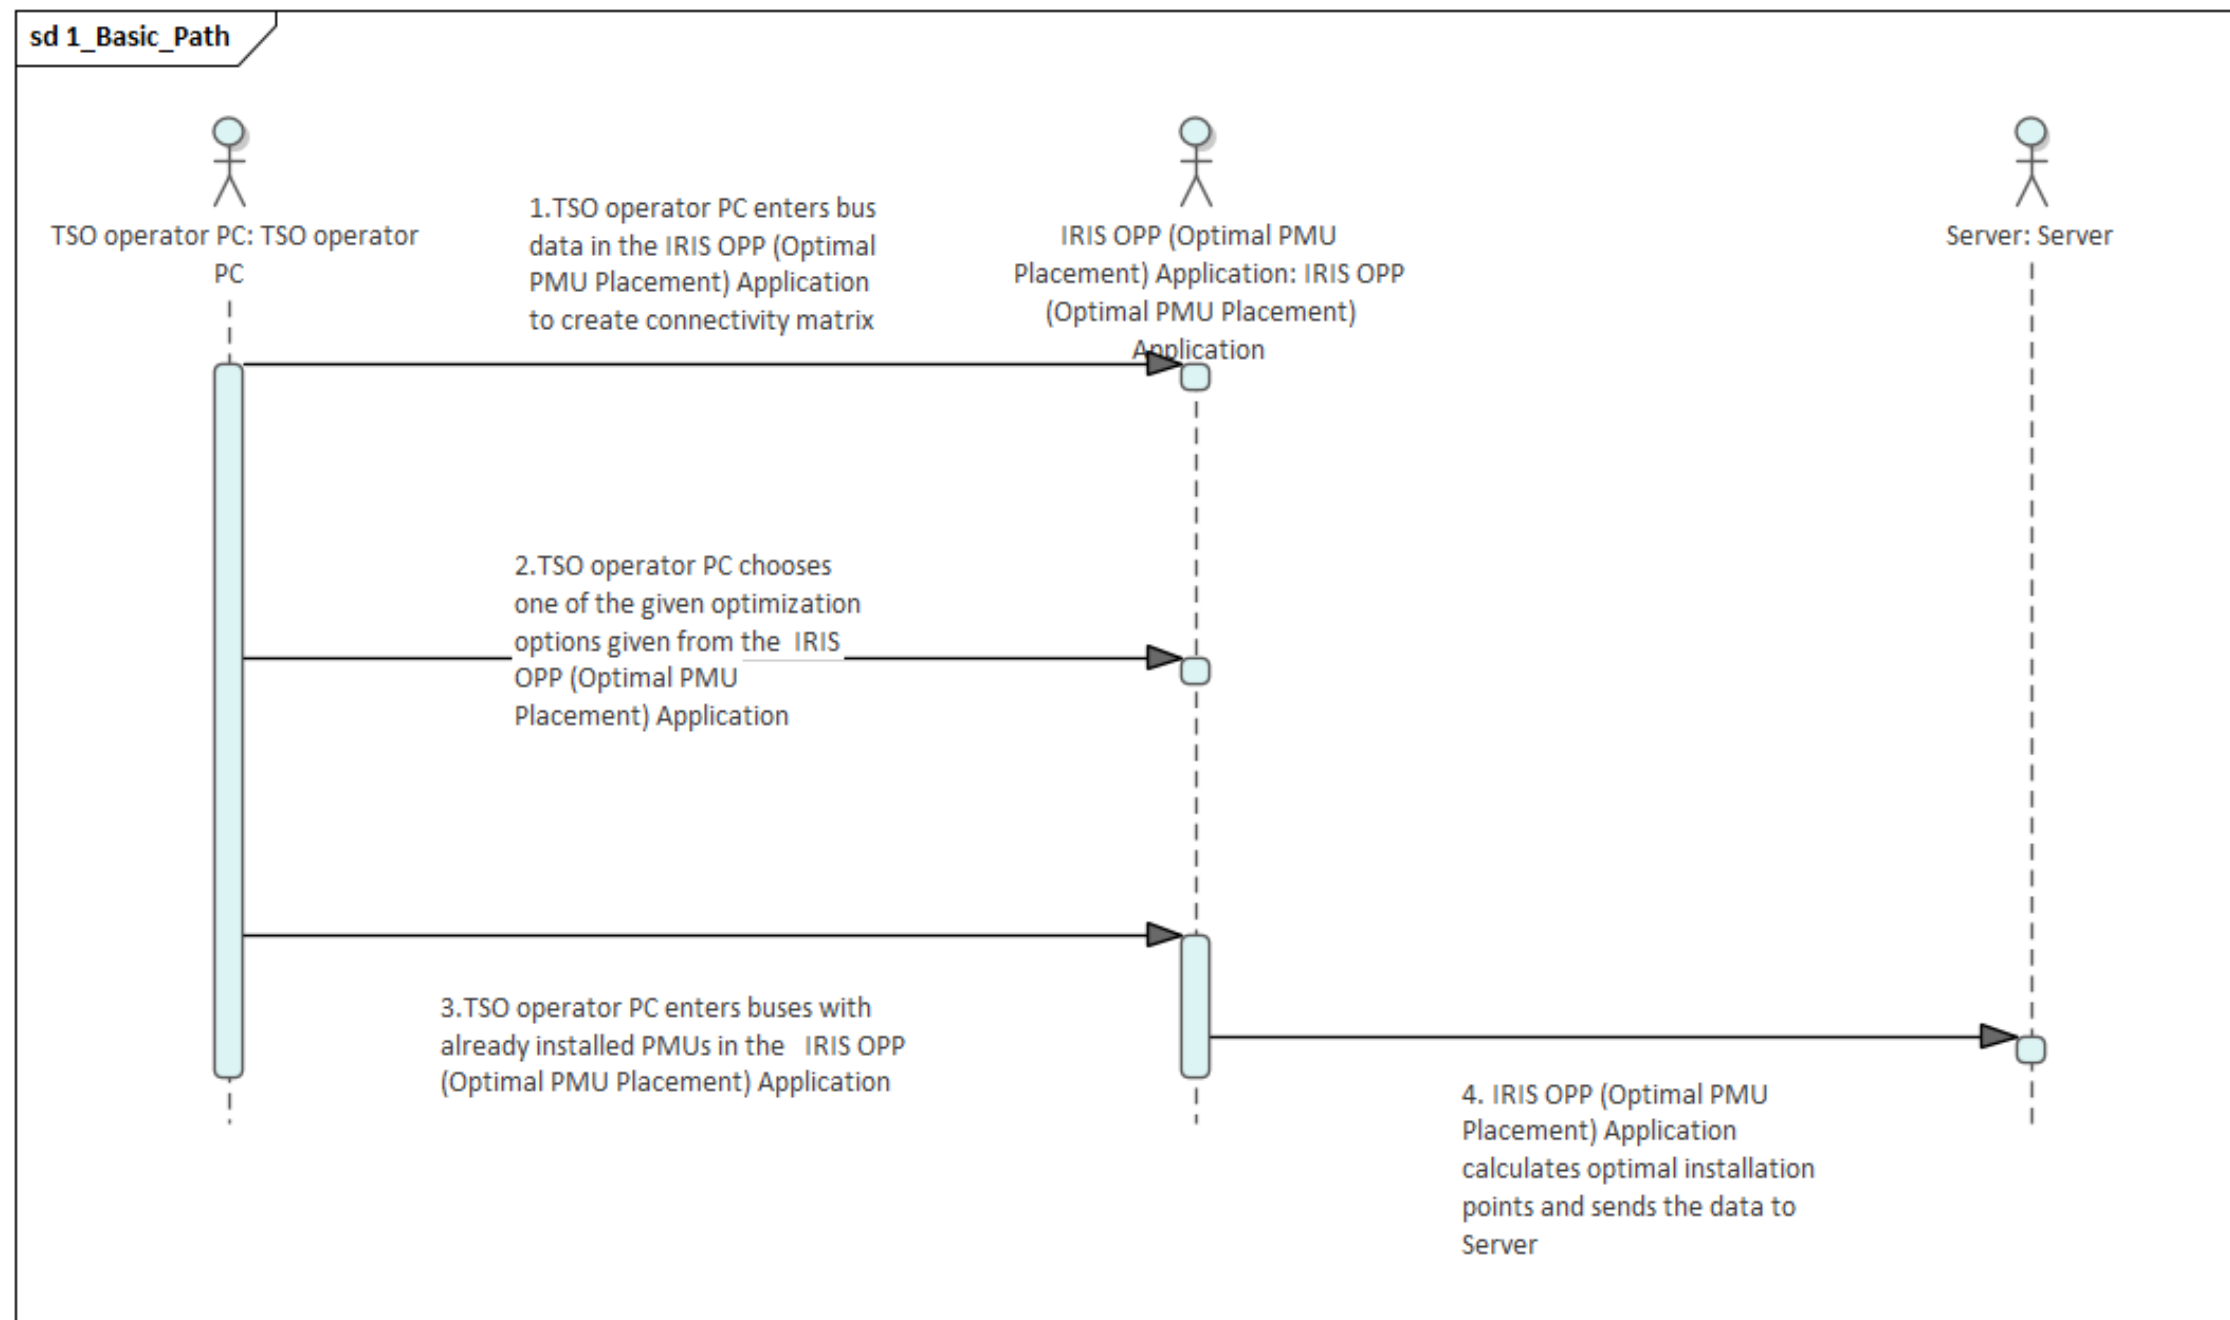 sd 1_Basic_Path
TSO operator PC: TSO operator
PC
1.TSO operator PC enters bus
data in the IRIS OPP (Optimal
PMU Placement) Application
to create connectivity matrix
IRIS OPP (Optimal PMU
Placement) Application: IRIS OPP
(Optimal PMU Placement)
Application
Server: Server
2.TSO operator PC chooses
one of the given optimization
options given from the  IRIS
OPP (Optimal PMU
Placement) Application
3.TSO operator PC enters buses with
already installed PMUs in the   IRIS OPP
(Optimal PMU Placement) Application
4. IRIS OPP (Optimal PMU
Placement) Application
calculates optimal installation
points and sends the data to
Server